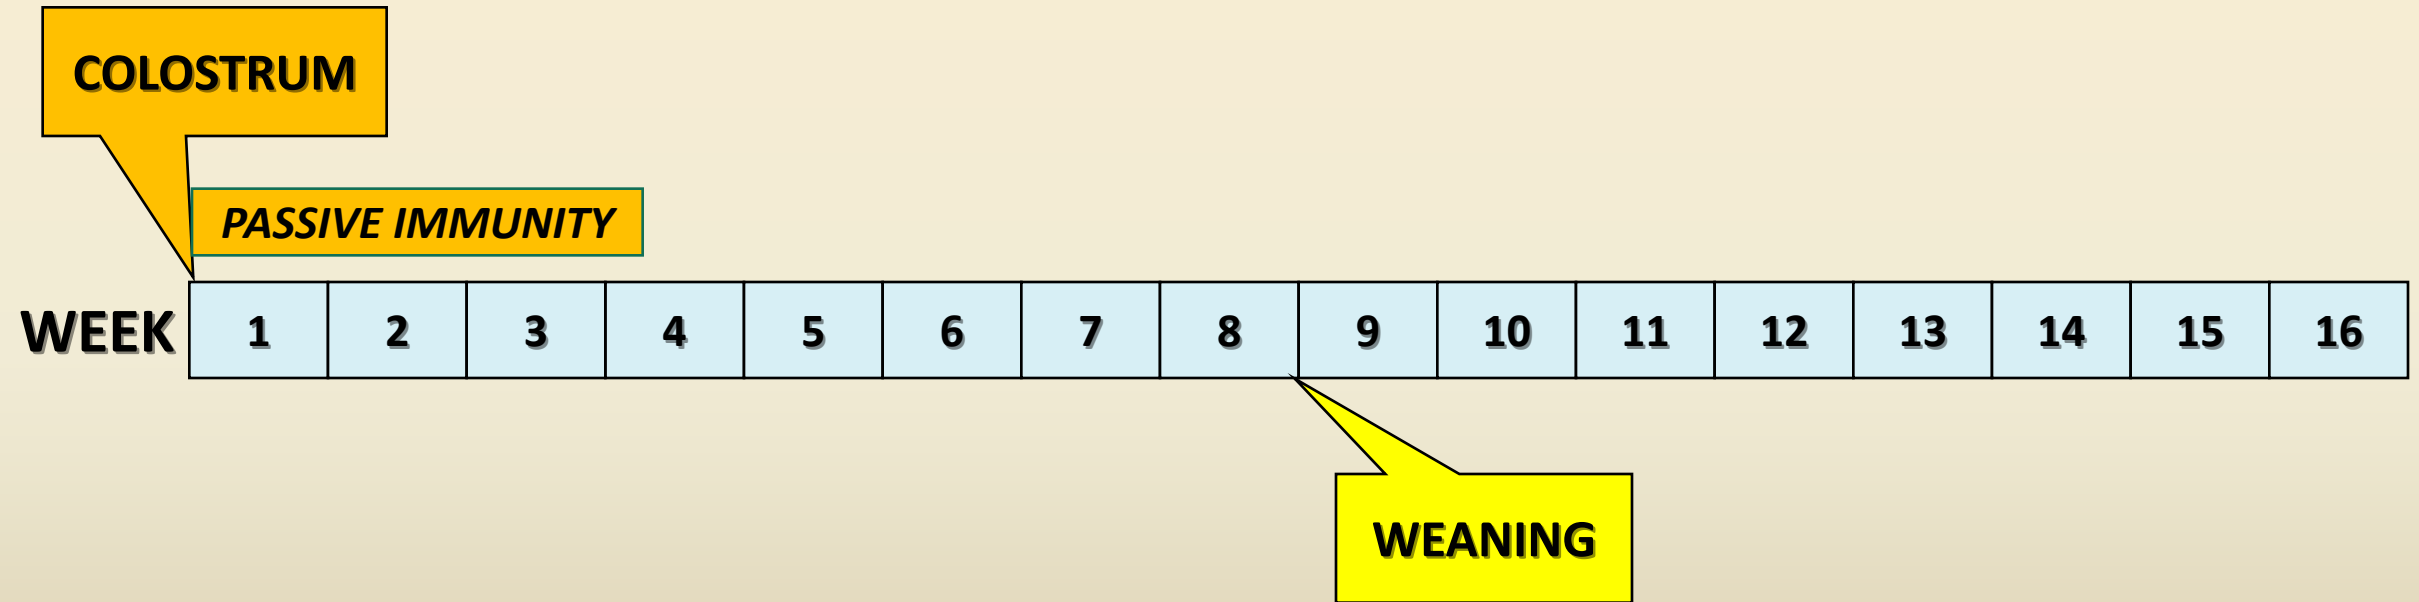 COLOSTRUM
PASSIVE IMMUNITY
WEEK 1 2 3 4 5 6 7 8 9 10 11 12 13 14 15 16
WEANING